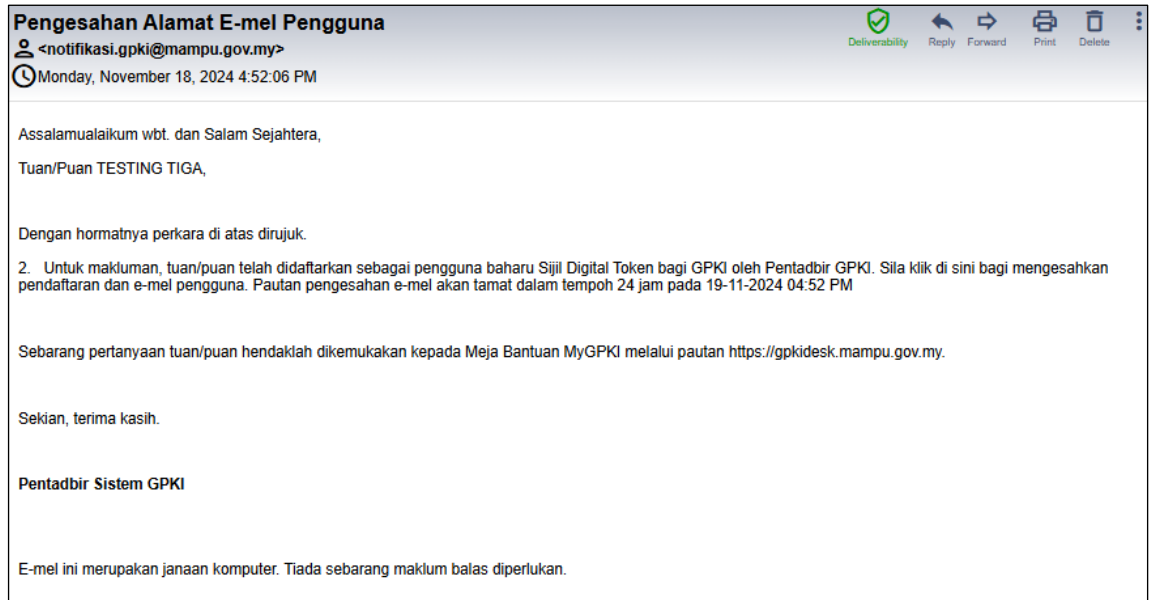 Pengesahan Alamat E-mel Pengguna
<notifikasi.gpki@mampu.gov.my>
Monday, November 18, 2024 4:52:06 PM
Deliverability
Reply
Forward
Print
Delete
Assalamualaikum wbt. dan Salam Sejahtera,
Tuan/Puan TESTING TIGA,
Dengan hormatnya perkara di atas dirujuk.
2. Untuk makluman, tuan/puan telah didaftarkan sebagai pengguna baharu Sijil Digital Token bagi GPKI oleh Pentadbir GPKI. Sila klik di sini bagi mengesahkan
pendaftaran dan e-mel pengguna. Pautan pengesahan e-mel akan tamat dalam tempoh 24 jam pada 19-11-2024 04:52 PM
Sebarang pertanyaan tuan/puan hendaklah dikemukakan kepada Meja Bantuan MyGPKI melalui pautan https://gpkidesk.mampu.gov.my.
Sekian, terima kasih.
Pentadbir Sistem GPKI
E-mel ini merupakan janaan komputer. Tiada sebarang maklum balas diperlukan.